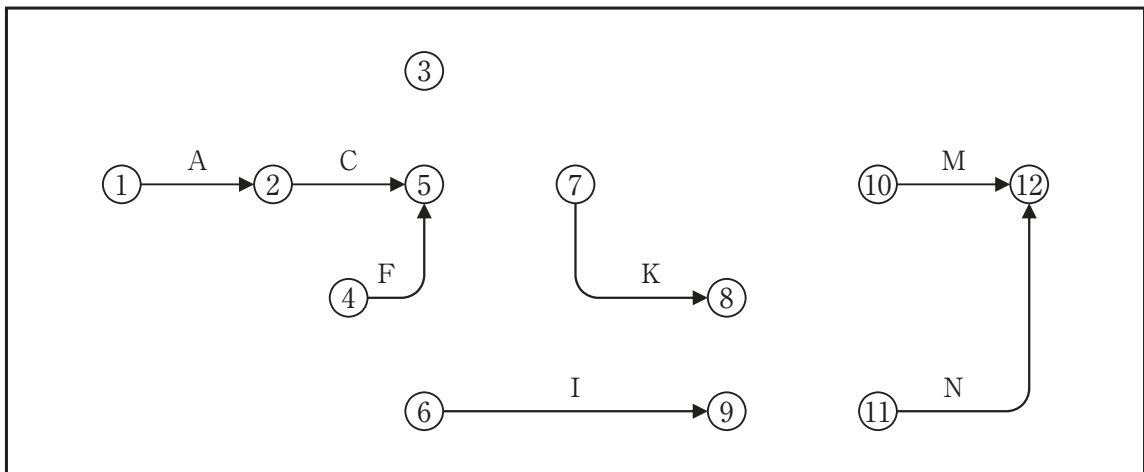 ③
A C M
① ② ⑤ ⑦ ⑩ ⑫
F K
④ ⑧
I N
⑥ ⑨ ⑪